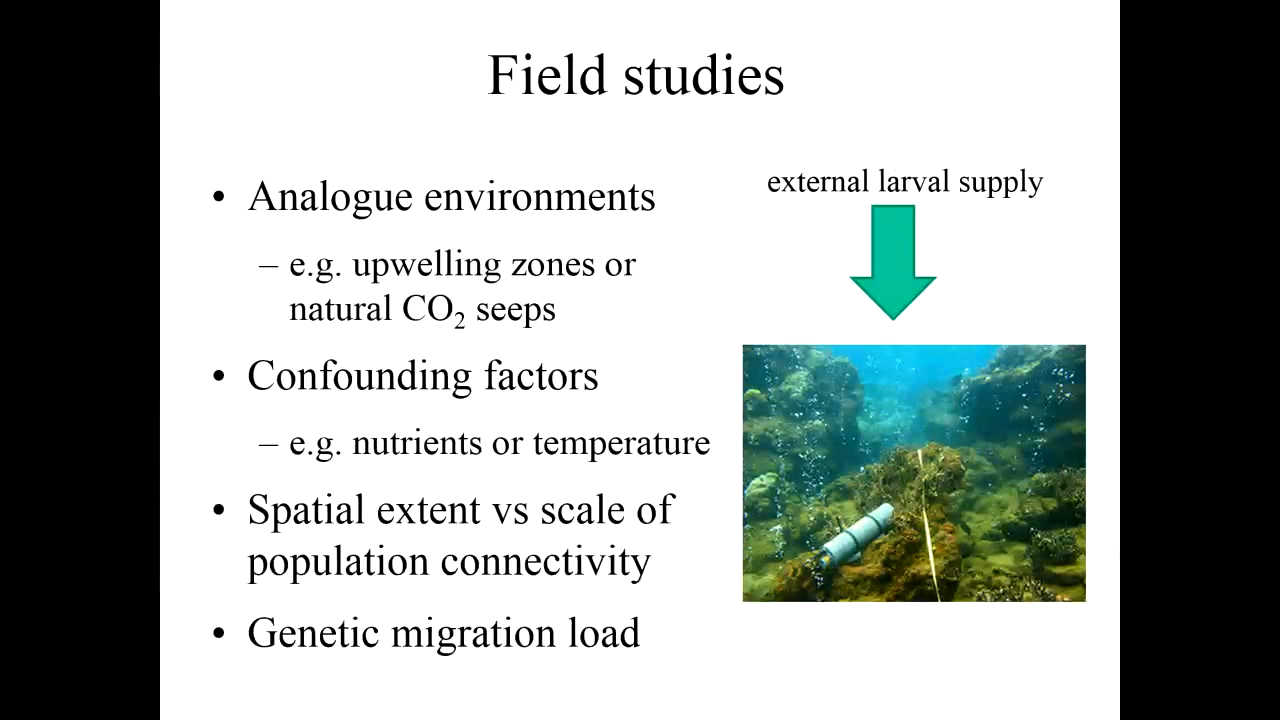 Field studies
• Analogue environments
– e.g. upwelling zones or
natural CO₂ seeps
• Confounding factors
– e.g. nutrients or temperature
• Spatial extent vs scale of
population connectivity
• Genetic migration load
external larval supply